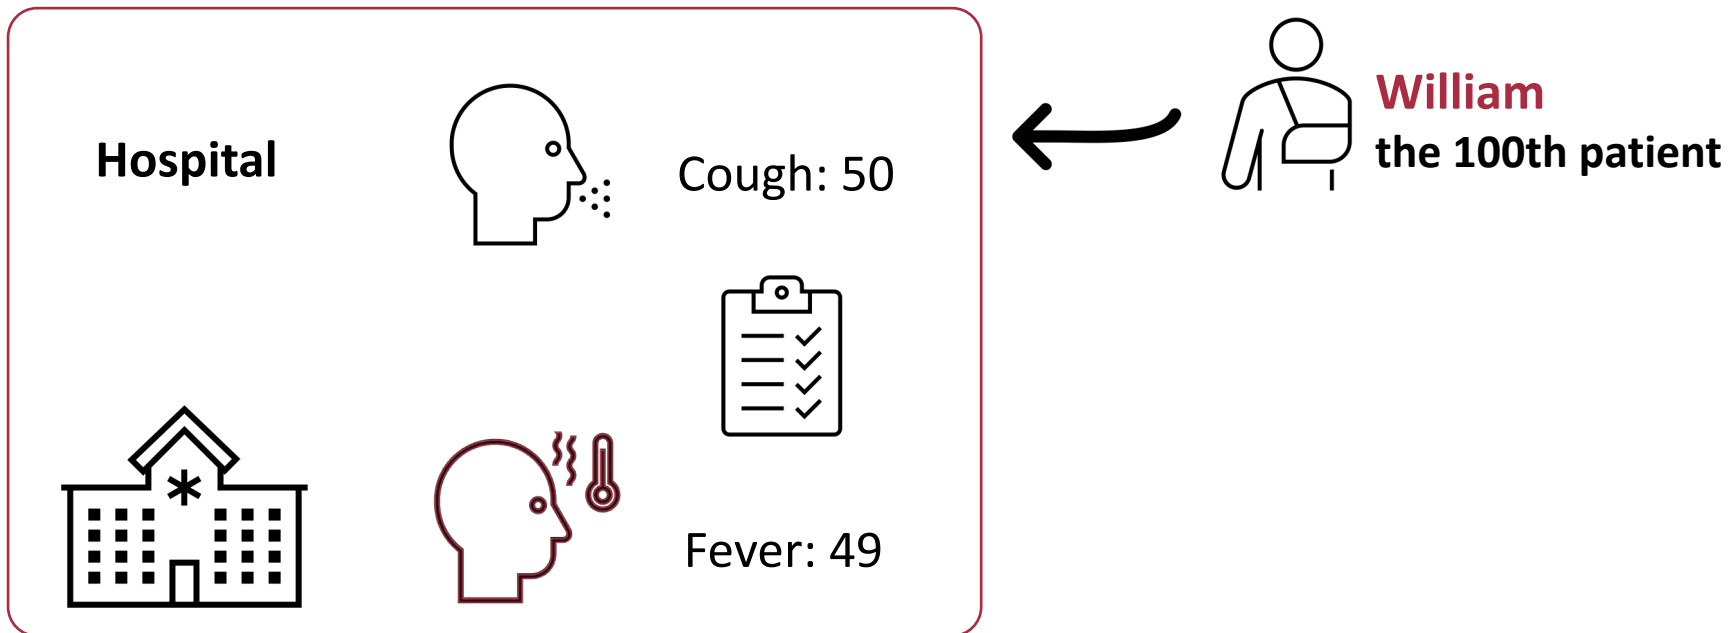 Hospital
Cough: 50
Fever: 49
William
the 100th patient